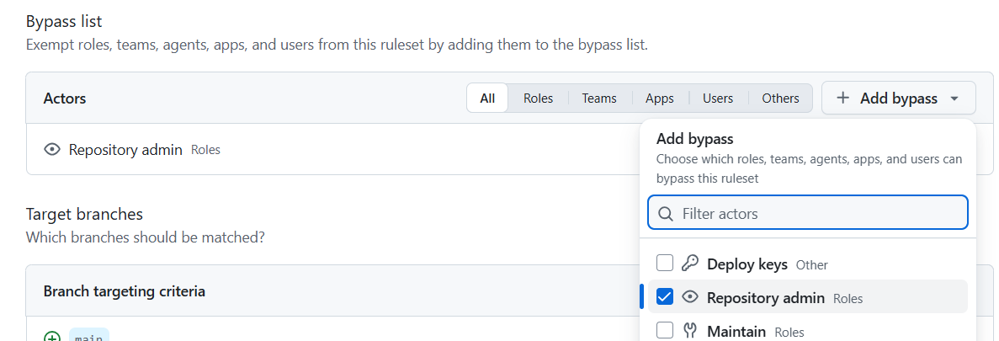 Bypass list
Exempt roles, teams, agents, apps, and users from this ruleset by adding them to the bypass list.
Actors All Roles Teams Apps Users Others + Add bypass
Repository admin Roles
Add bypass
Choose which roles, teams, agents, apps, and users can
bypass this ruleset
Filter actors
Deploy keys Other
Repository admin Roles
Maintain Roles
Target branches
Which branches should be matched?
Branch targeting criteria
main